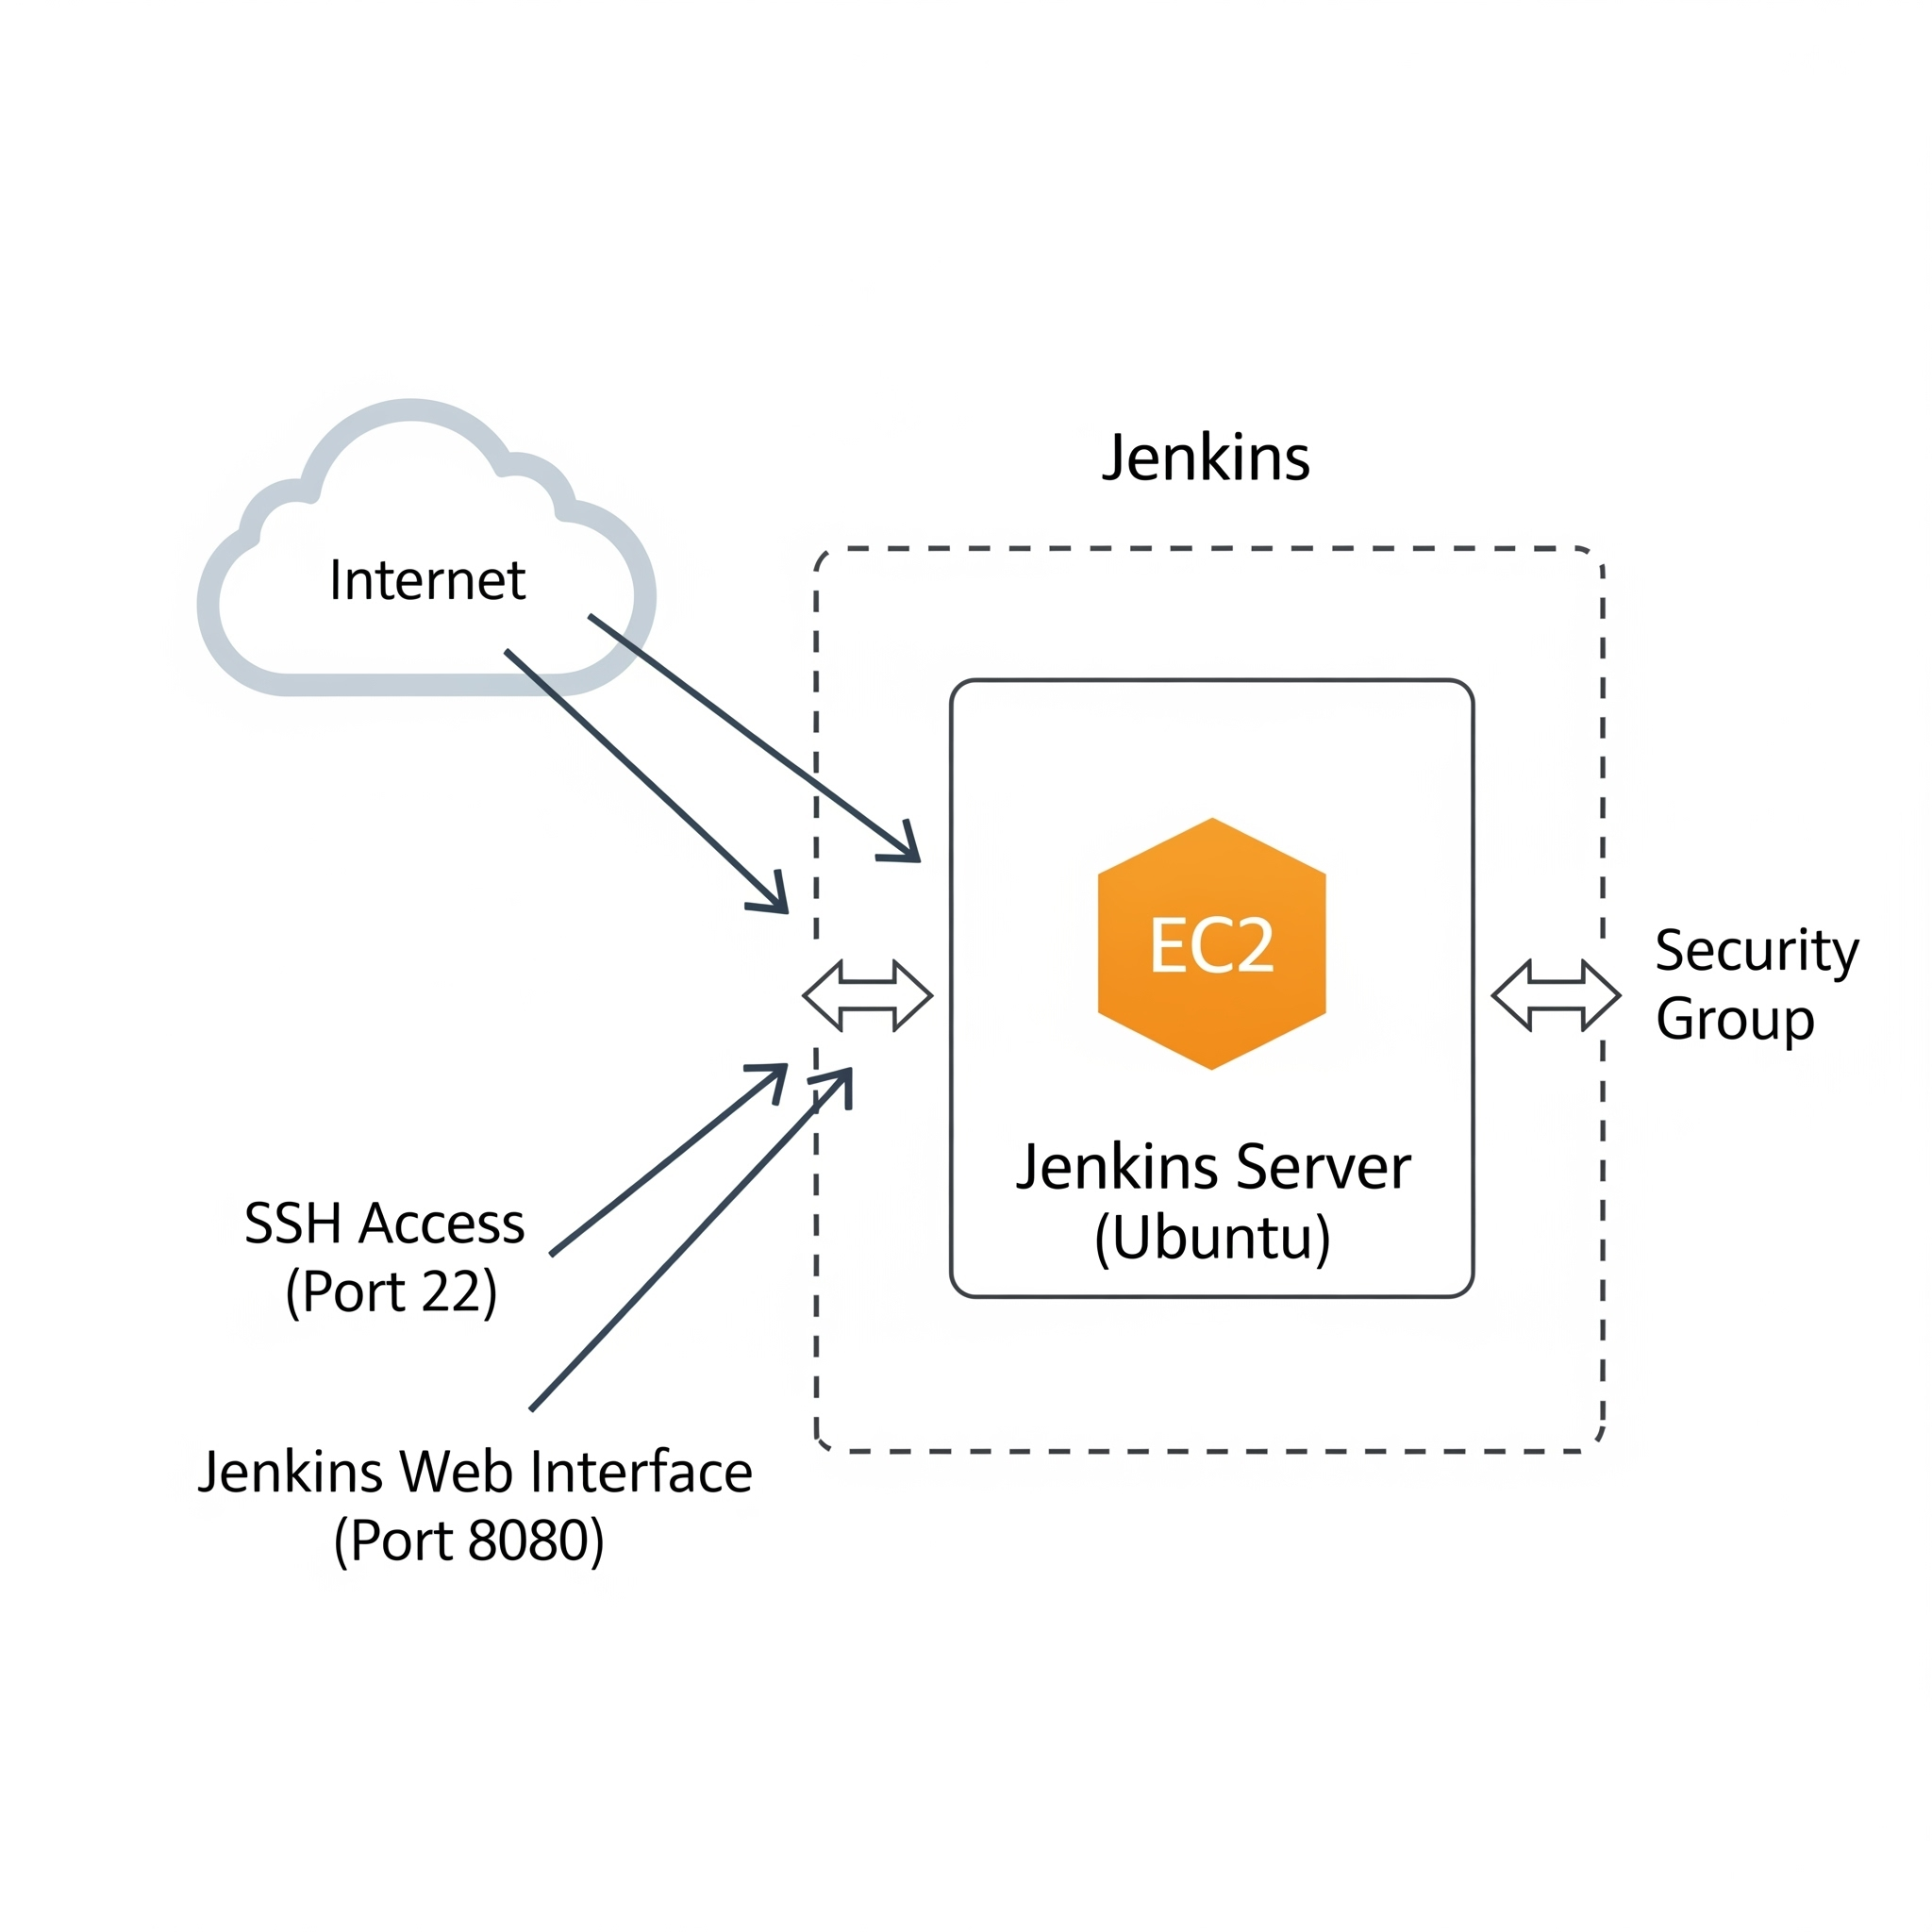 Jenkins
Internet
EC2
Security
Group
Jenkins Server
(Ubuntu)
SSH Access
(Port 22)
Jenkins Web Interface
(Port 8080)